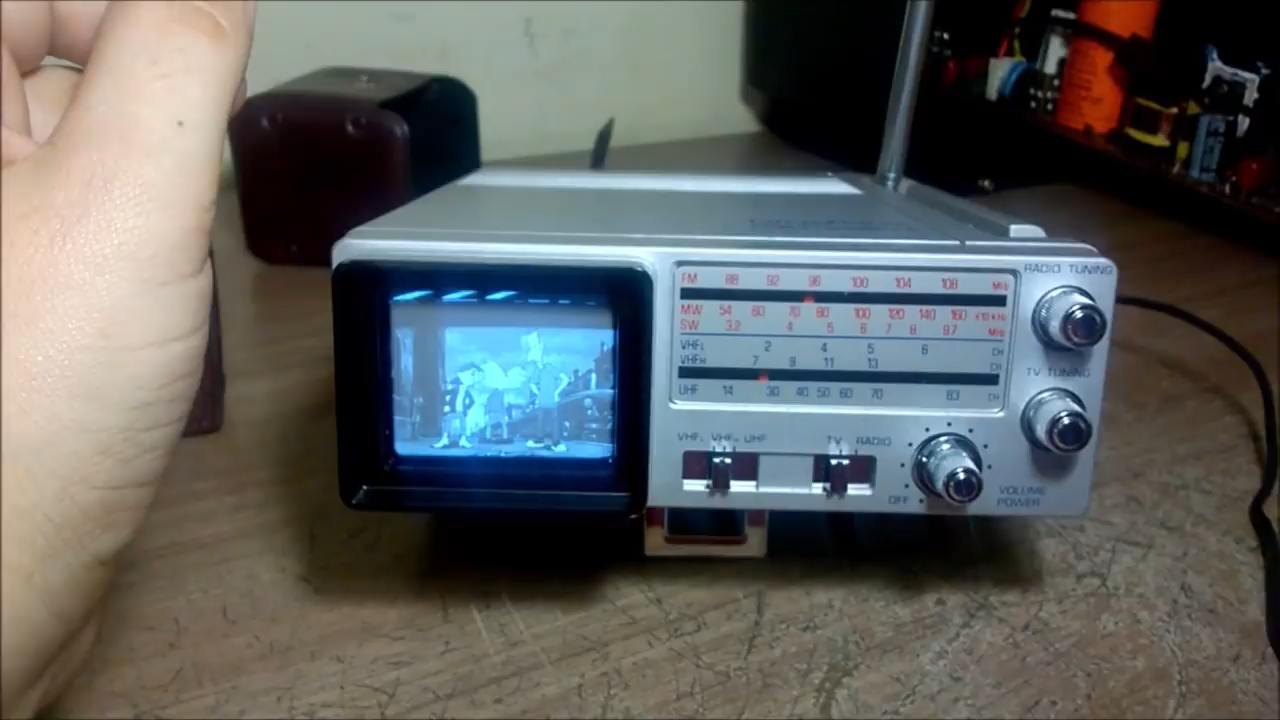 RADIO TUNING
FM 88 92 96 100 104 108 MHz
MW 54 60 70 80 100 120 140 160 x10 KHz
SW 3.2 4 5 6 7 8 9.7 MHz
VHFL 2 4 5 6 CH
VHFH 7 9 11 13 CH
TV TUNING
UHF 14 30 40 50 60 70 83 CH
VHFL VHFH UHF TV RADIO
OFF VOLUME
POWER